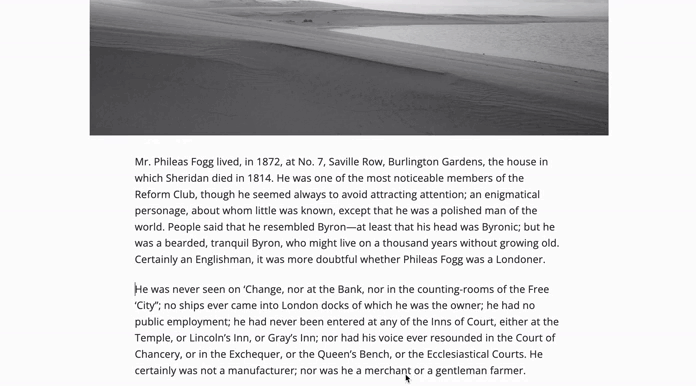 Mr. Phileas Fogg lived, in 1872, at No. 7, Saville Row, Burlington Gardens, the house in
which Sheridan died in 1814. He was one of the most noticeable members of the
Reform Club, though he seemed always to avoid attracting attention; an enigmatical
personage, about whom little was known, except that he was a polished man of the
world. People said that he resembled Byron—at least that his head was Byronic; but he
was a bearded, tranquil Byron, who might live on a thousand years without growing old.
Certainly an Englishman, it was more doubtful whether Phileas Fogg was a Londoner.
He was never seen on ‘Change, nor at the Bank, nor in the counting-rooms of the Free
‘City”; no ships ever came into London docks of which he was the owner; he had no
public employment; he had never been entered at any of the Inns of Court, either at the
Temple, or Lincoln’s Inn, or Gray’s Inn; nor had his voice ever resounded in the Court of
Chancery, or in the Exchequer, or the Queen’s Bench, or the Ecclesiastical Courts. He
certainly was not a manufacturer; nor was he a merchant or a gentleman farmer.